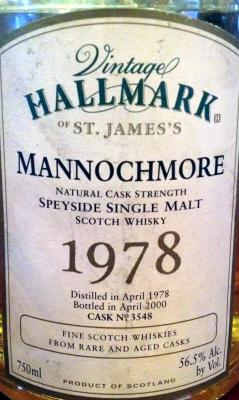 Vintage
HALLMARK
OF ST. JAMES'S
MANNOCHMORE
NATURAL CASK STRENGTH
SPEYSIDE SINGLE MALT
SCOTCH WHISKY
1978
Distilled in April 1978
Bottled in April 2000
CASK Nº 3548
FINE SCOTCH WHISKIES
FROM RARE AND AGED CASKS
750ml
56.5% Alc.
by Vol.
PRODUCT OF SCOTLAND